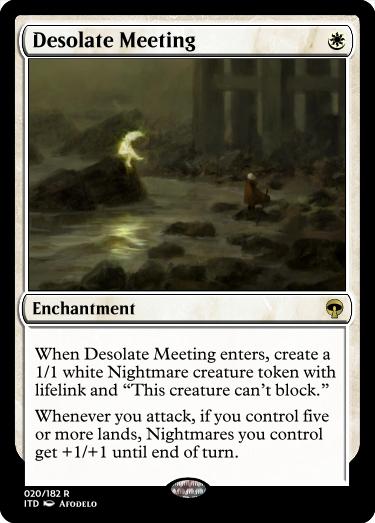 Desolate Meeting
Enchantment
When Desolate Meeting enters, create a
1/1 white Nightmare creature token with
lifelink and “This creature can’t block.”
Whenever you attack, if you control five
or more lands, Nightmares you control
get +1/+1 until end of turn.
020/182 R
ITD Afodelo